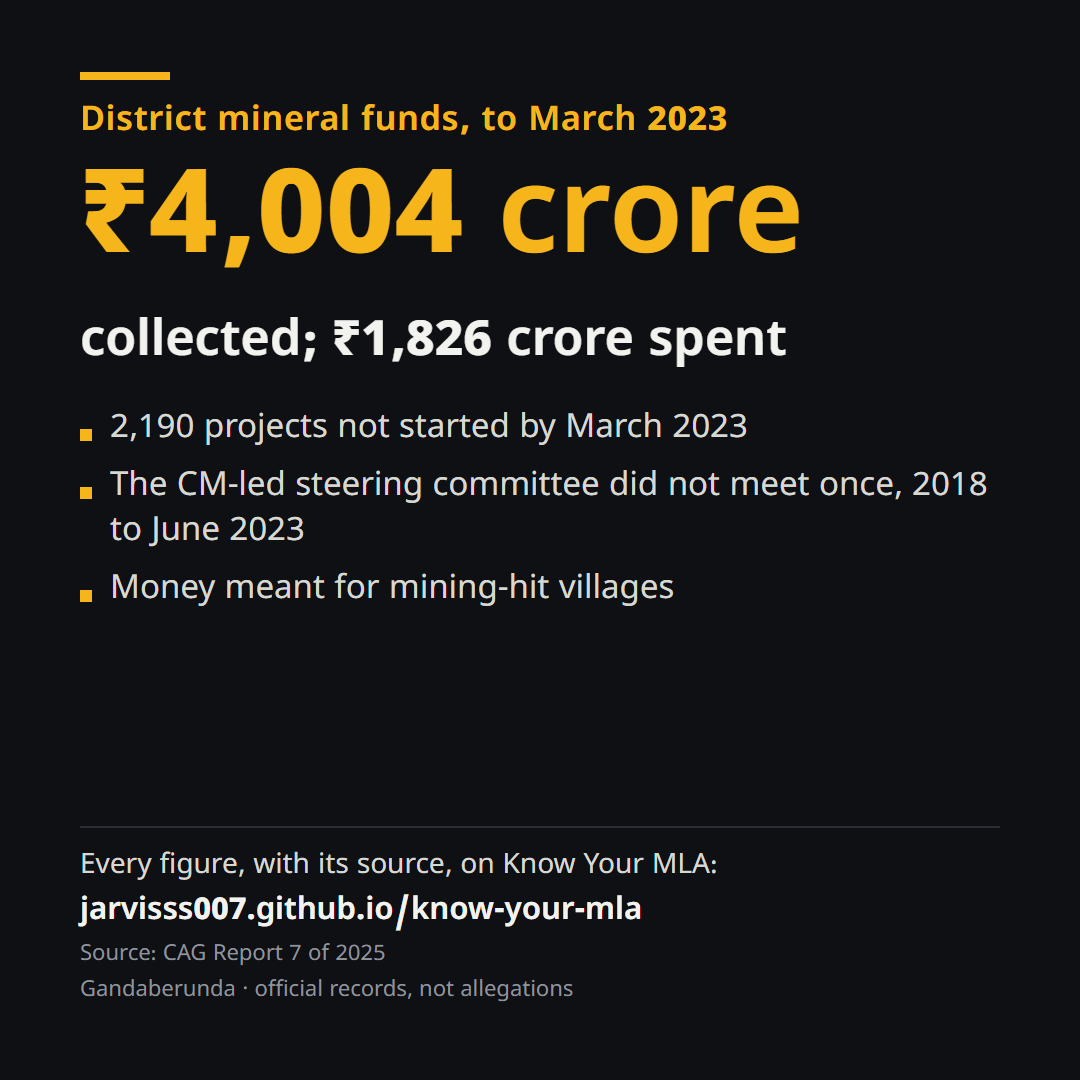 District mineral funds, to March 2023
₹4,004 crore
collected; ₹1,826 crore spent
2,190 projects not started by March 2023
The CM-led steering committee did not meet once, 2018
to June 2023
Money meant for mining-hit villages
Every figure, with its source, on Know Your MLA:
jarvisss007.github.io/know-your-mla
Source: CAG Report 7 of 2025
Gandaberunda · official records, not allegations